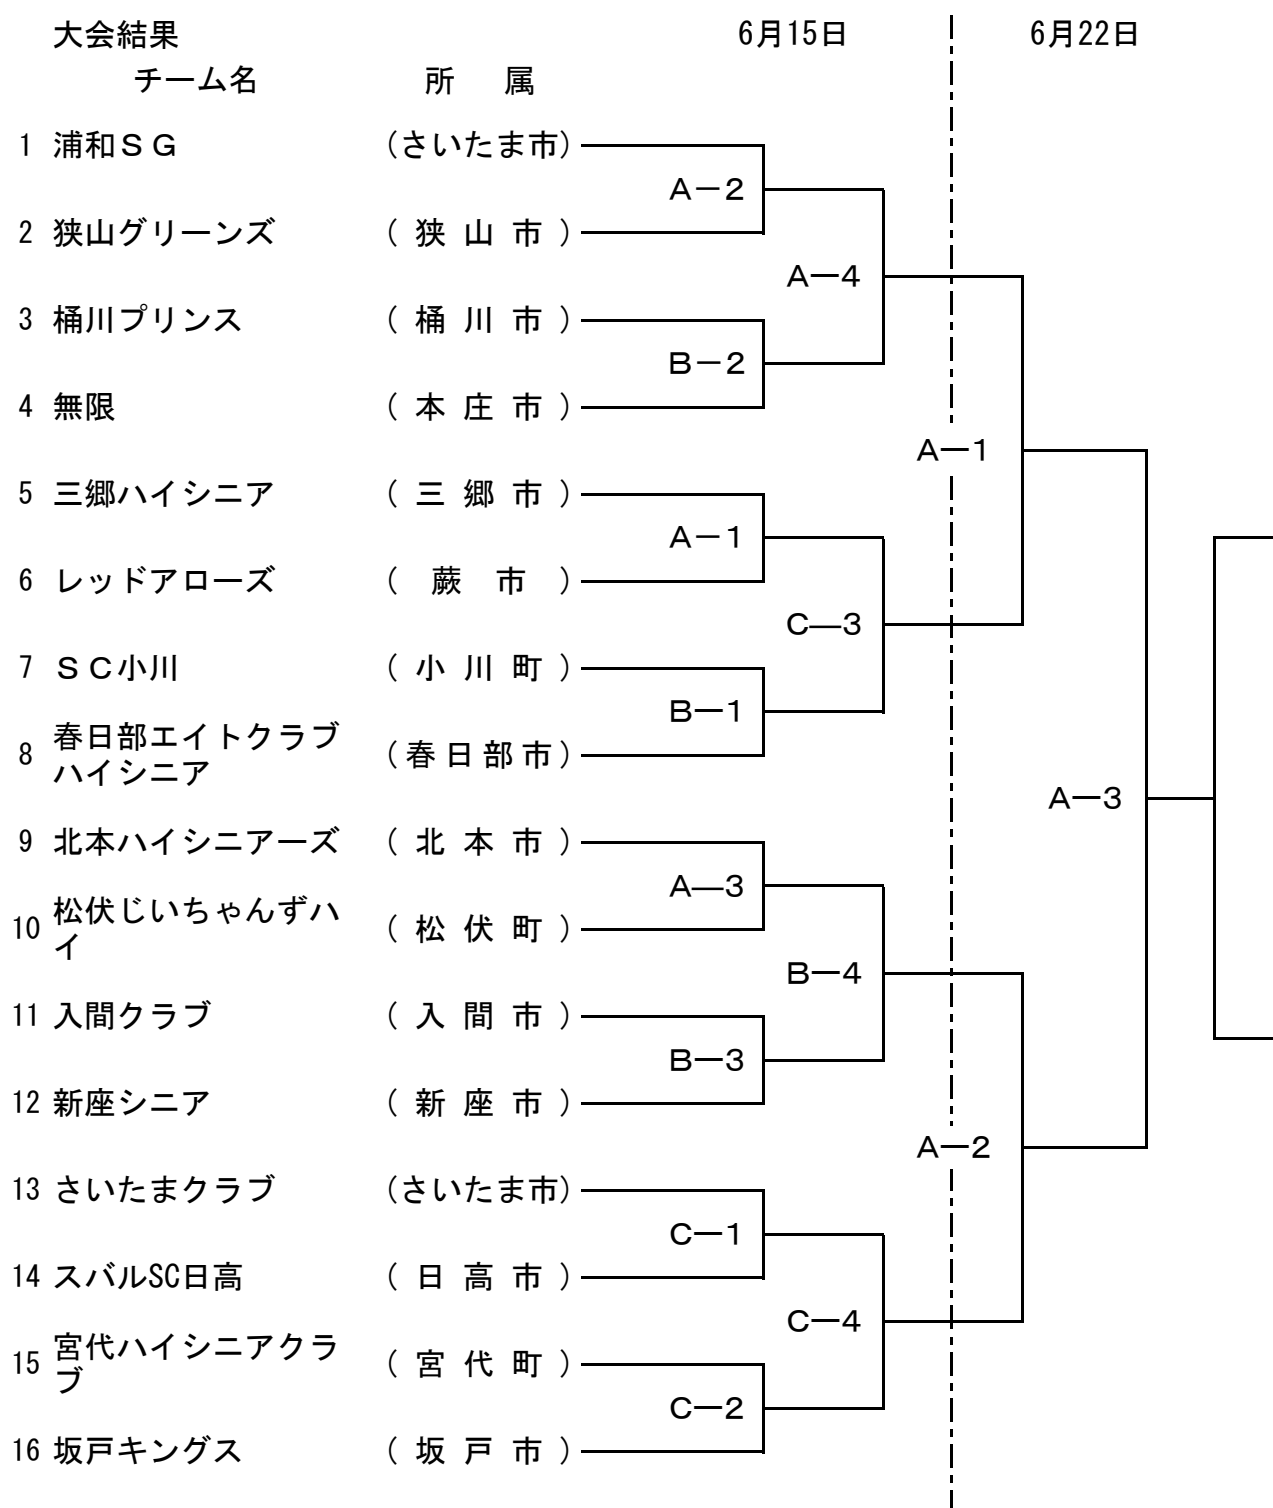 大会結果 6月15日 6月22日
チーム名 所 属
1 浦和ＳＧ (さいたま市)
A－2
2 狭山グリーンズ ( 狭 山 市 )
A－4
3 桶川プリンス ( 桶 川 市 )
B－2
4 無限 ( 本 庄 市 )
A－1
5 三郷ハイシニア ( 三 郷 市 )
A－1
6 レッドアローズ ( 蕨 市 )
C―3
7 ＳＣ小川 ( 小 川 町 )
B－1
8 春日部エイトクラブ
ハイシニア (春日部市)
A－3
9 北本ハイシニアーズ ( 北 本 市 )
A―3
10 松伏じいちゃんずハ
イ ( 松 伏 町 )
B－4
11 入間クラブ ( 入 間 市 )
B－3
12 新座シニア ( 新 座 市 )
A－2
13 さいたまクラブ (さいたま市)
C－1
14 スバルSC日高 ( 日 高 市 )
C－4
15 宮代ハイシニアクラ
ブ ( 宮 代 町 )
C－2
16 坂戸キングス ( 坂 戸 市 )